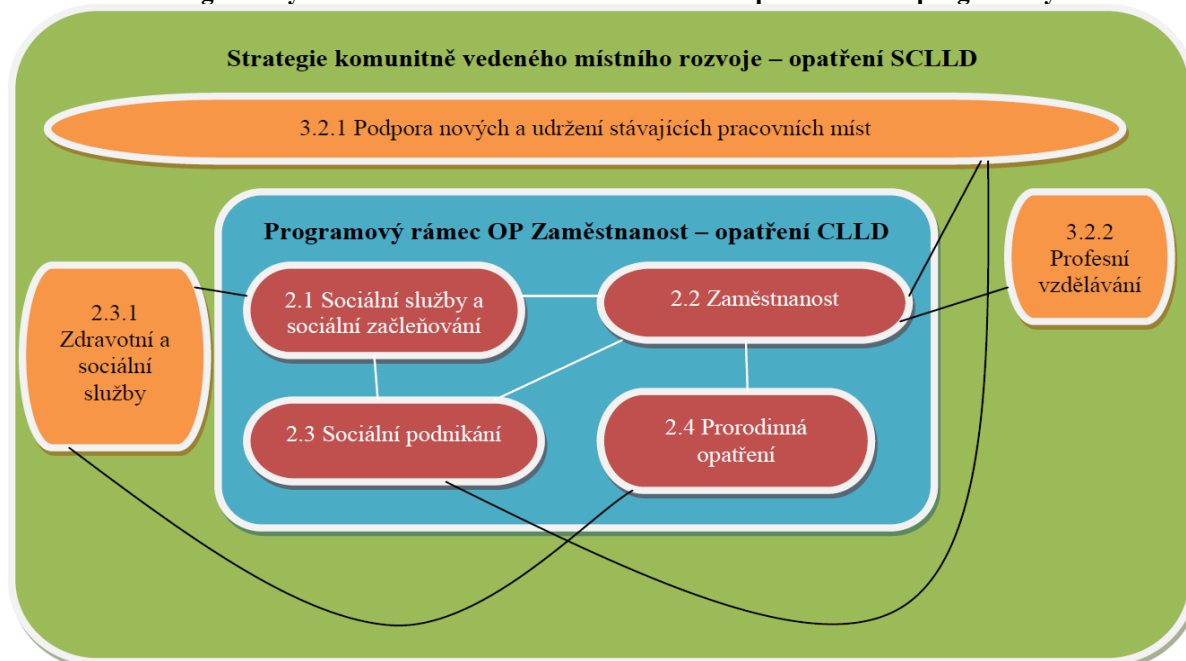 Strategie komunitně vedeného místního rozvoje – opatření SCLLD
3.2.1 Podpora nových a udržení stávajících pracovních míst
Programový rámec OP Zaměstnanost – opatření CLLD
3.2.2
Profesní
vzdělávání
2.1 Sociální služby a
sociální začleňování
2.2 Zaměstnanost
2.3.1
Zdravotní a
sociální
služby
2.3 Sociální podnikání
2.4 Prorodinná
opatření